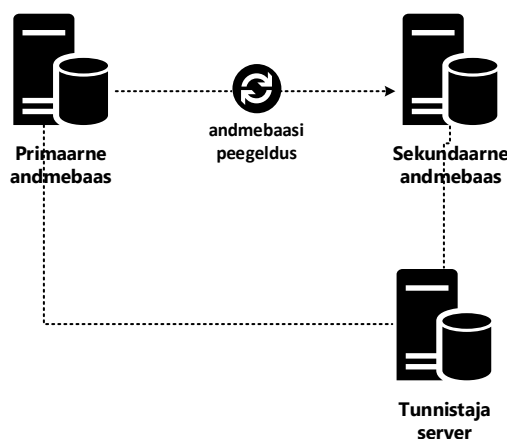 andmebaasi
peegeldus
Primaarne
andmebaas
Sekundaarne
andmebaas
Tunnistaja
server